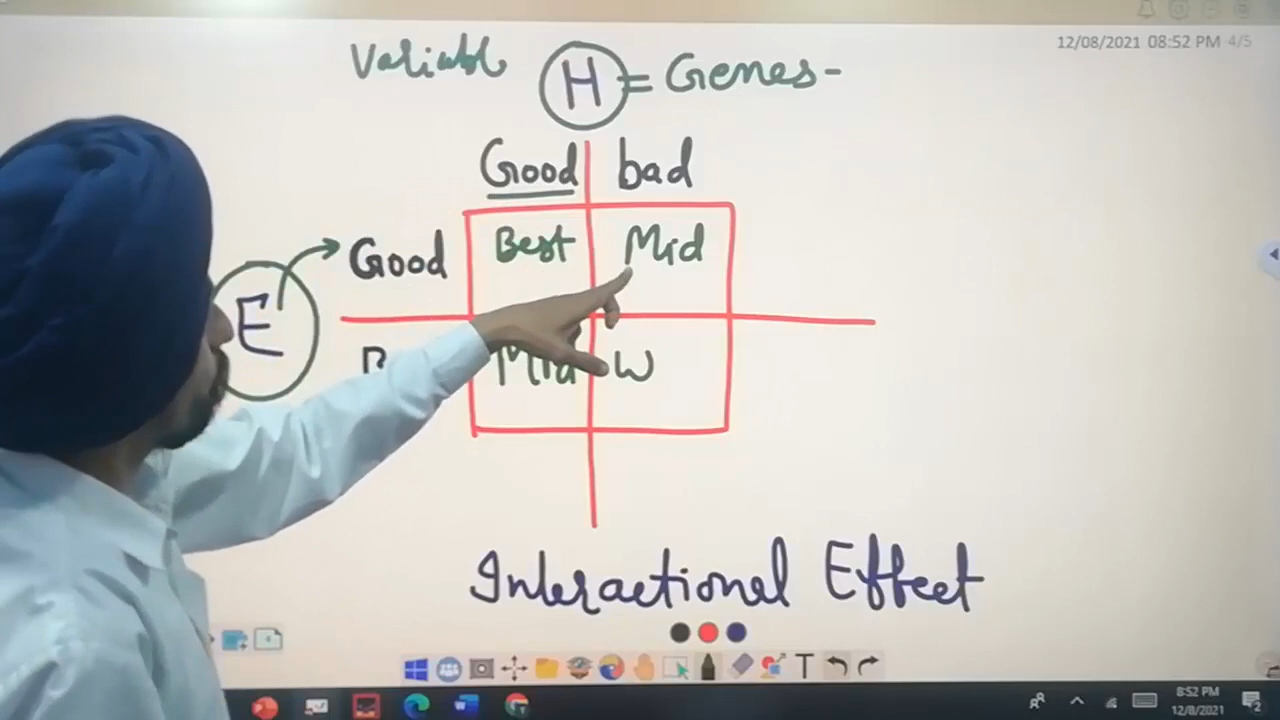 12/08/2021 08:52 PM 4/5
Variable H = Genes-
Good bad
E Good Best Mid
Mid W
Interactional Effect
T
8:52 PM
12/8/2021